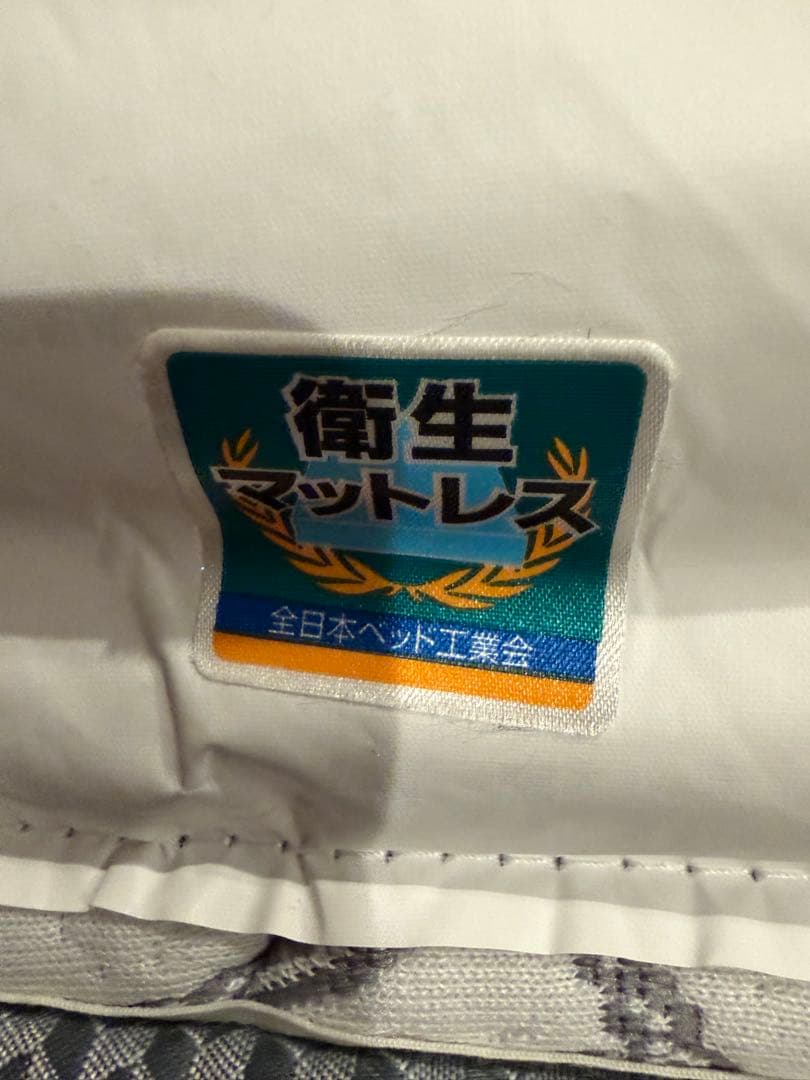 衛生
マットレス
全日本ベッド工業会